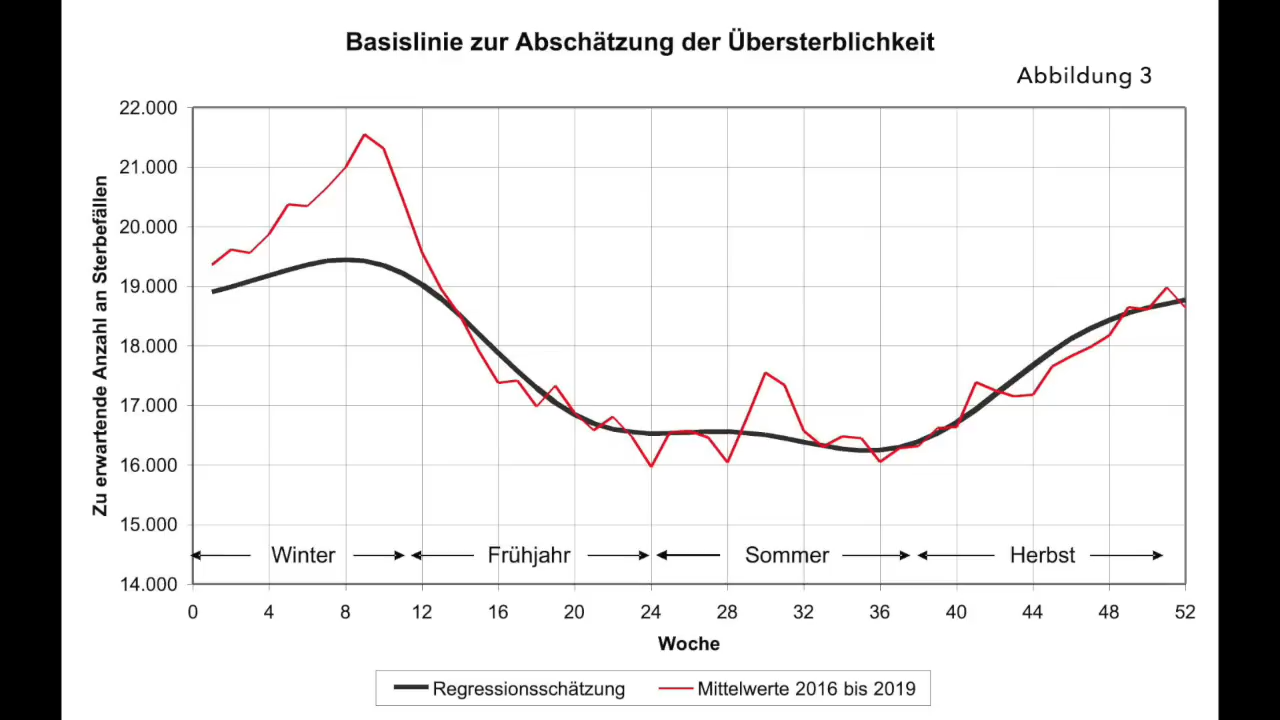 Basislinie zur Abschätzung der Übersterblichkeit
Abbildung 3
Zu erwartende Anzahl an Sterbefällen
22.000
21.000
20.000
19.000
18.000
17.000
16.000
15.000
14.000
Winter Frühjahr Sommer Herbst
0 4 8 12 16 20 24 28 32 36 40 44 48 52
Woche
Regressionsschätzung Mittelwerte 2016 bis 2019